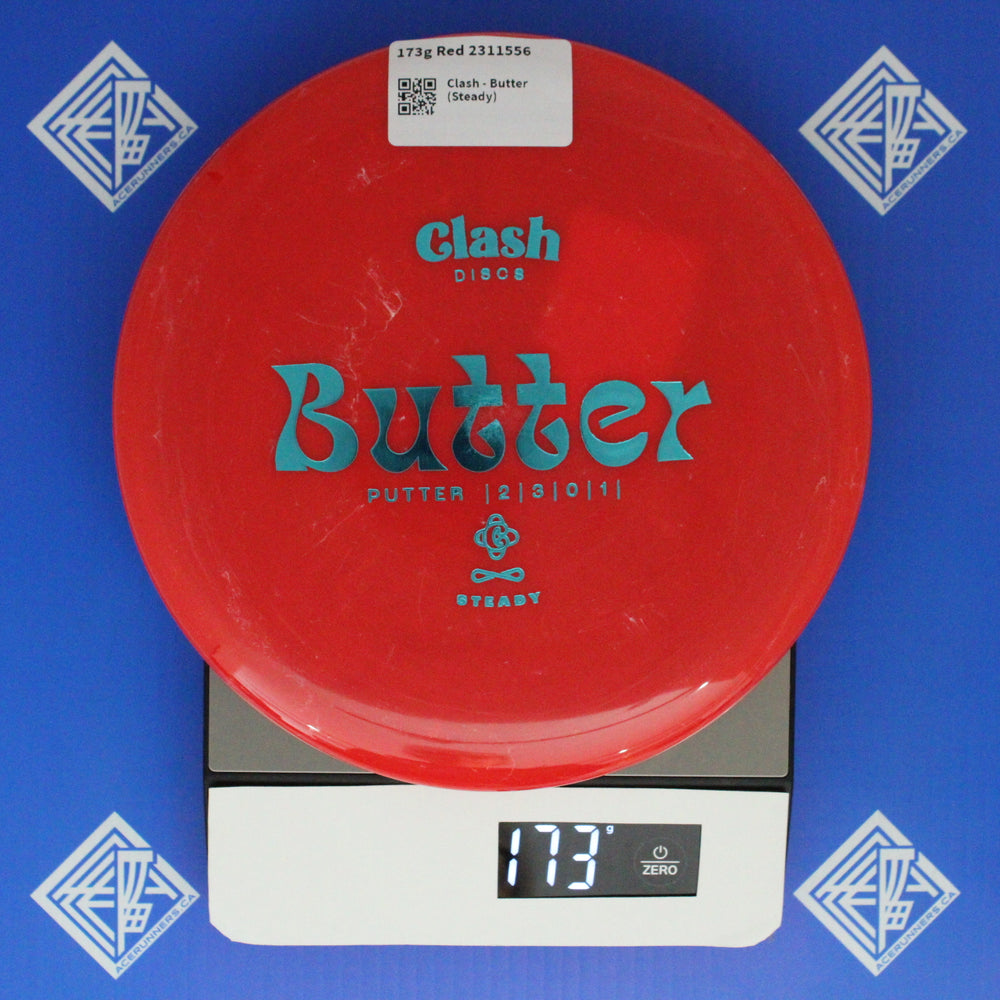 173g Red 2311556
Clash - Butter
(Steady)
Clash
DISCS
Butter
PUTTER |2|3|0|1|
STEADY
173 g
ZERO
ACERUNNERS.CA
ACERUNNERS.CA
ACERUNNERS.CA
ACERUNNERS.CA